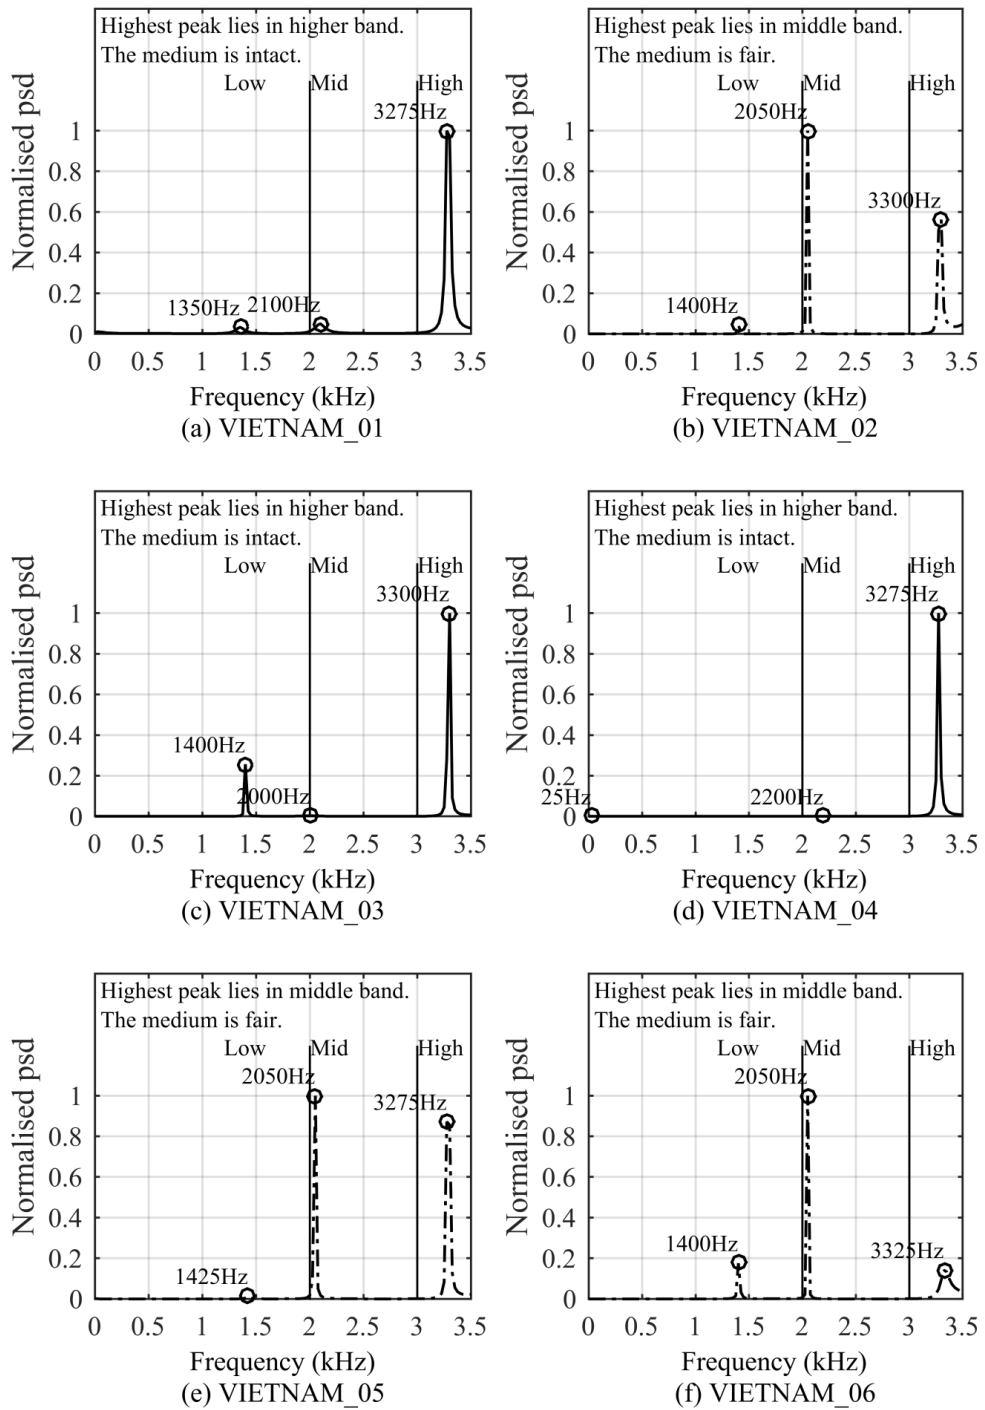 Highest peak lies in higher band.
The medium is intact.
Low Mid High
3275Hz
1350Hz 2100Hz
Normalised psd
1
0.8
0.6
0.4
0.2
0
0 0.5 1 1.5 2 2.5 3 3.5
Frequency (kHz)
(a) VIETNAM_01
Highest peak lies in middle band.
The medium is fair.
Low Mid High
2050Hz
3300Hz
1400Hz
Normalised psd
1
0.8
0.6
0.4
0.2
0
0 0.5 1 1.5 2 2.5 3 3.5
Frequency (kHz)
(b) VIETNAM_02
Highest peak lies in higher band.
The medium is intact.
Low Mid High
3300Hz
1400Hz
2000Hz
Normalised psd
1
0.8
0.6
0.4
0.2
0
0 0.5 1 1.5 2 2.5 3 3.5
Frequency (kHz)
(c) VIETNAM_03
Highest peak lies in higher band.
The medium is intact.
Low Mid High
3275Hz
25Hz 2200Hz
Normalised psd
1
0.8
0.6
0.4
0.2
0
0 0.5 1 1.5 2 2.5 3 3.5
Frequency (kHz)
(d) VIETNAM_04
Highest peak lies in middle band.
The medium is fair.
Low Mid High
2050Hz
3275Hz
1425Hz
Normalised psd
1
0.8
0.6
0.4
0.2
0
0 0.5 1 1.5 2 2.5 3 3.5
Frequency (kHz)
(e) VIETNAM_05
Highest peak lies in middle band.
The medium is fair.
Low Mid High
2050Hz
1400Hz
3325Hz
Normalised psd
1
0.8
0.6
0.4
0.2
0
0 0.5 1 1.5 2 2.5 3 3.5
Frequency (kHz)
(f) VIETNAM_06